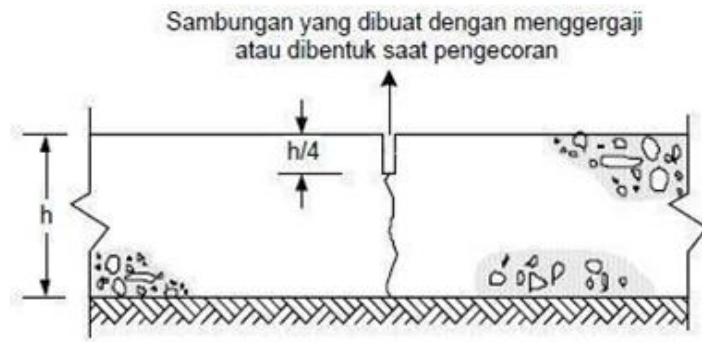 Sambungan yang dibuat dengan menggergaji
atau dibentuk saat pengecoran
h/4
h